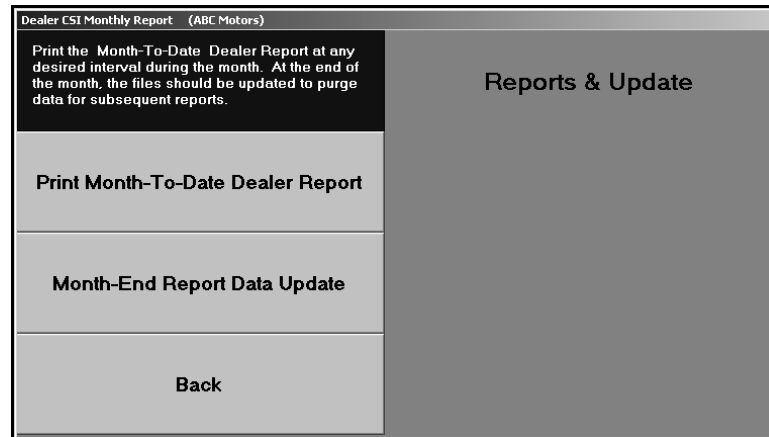 Dealer CSI Monthly Report (ABC Motors)
Print the Month-To-Date Dealer Report at any
desired interval during the month. At the end of
the month, the files should be updated to purge
data for subsequent reports.
Reports & Update
Print Month-To-Date Dealer Report
Month-End Report Data Update
Back